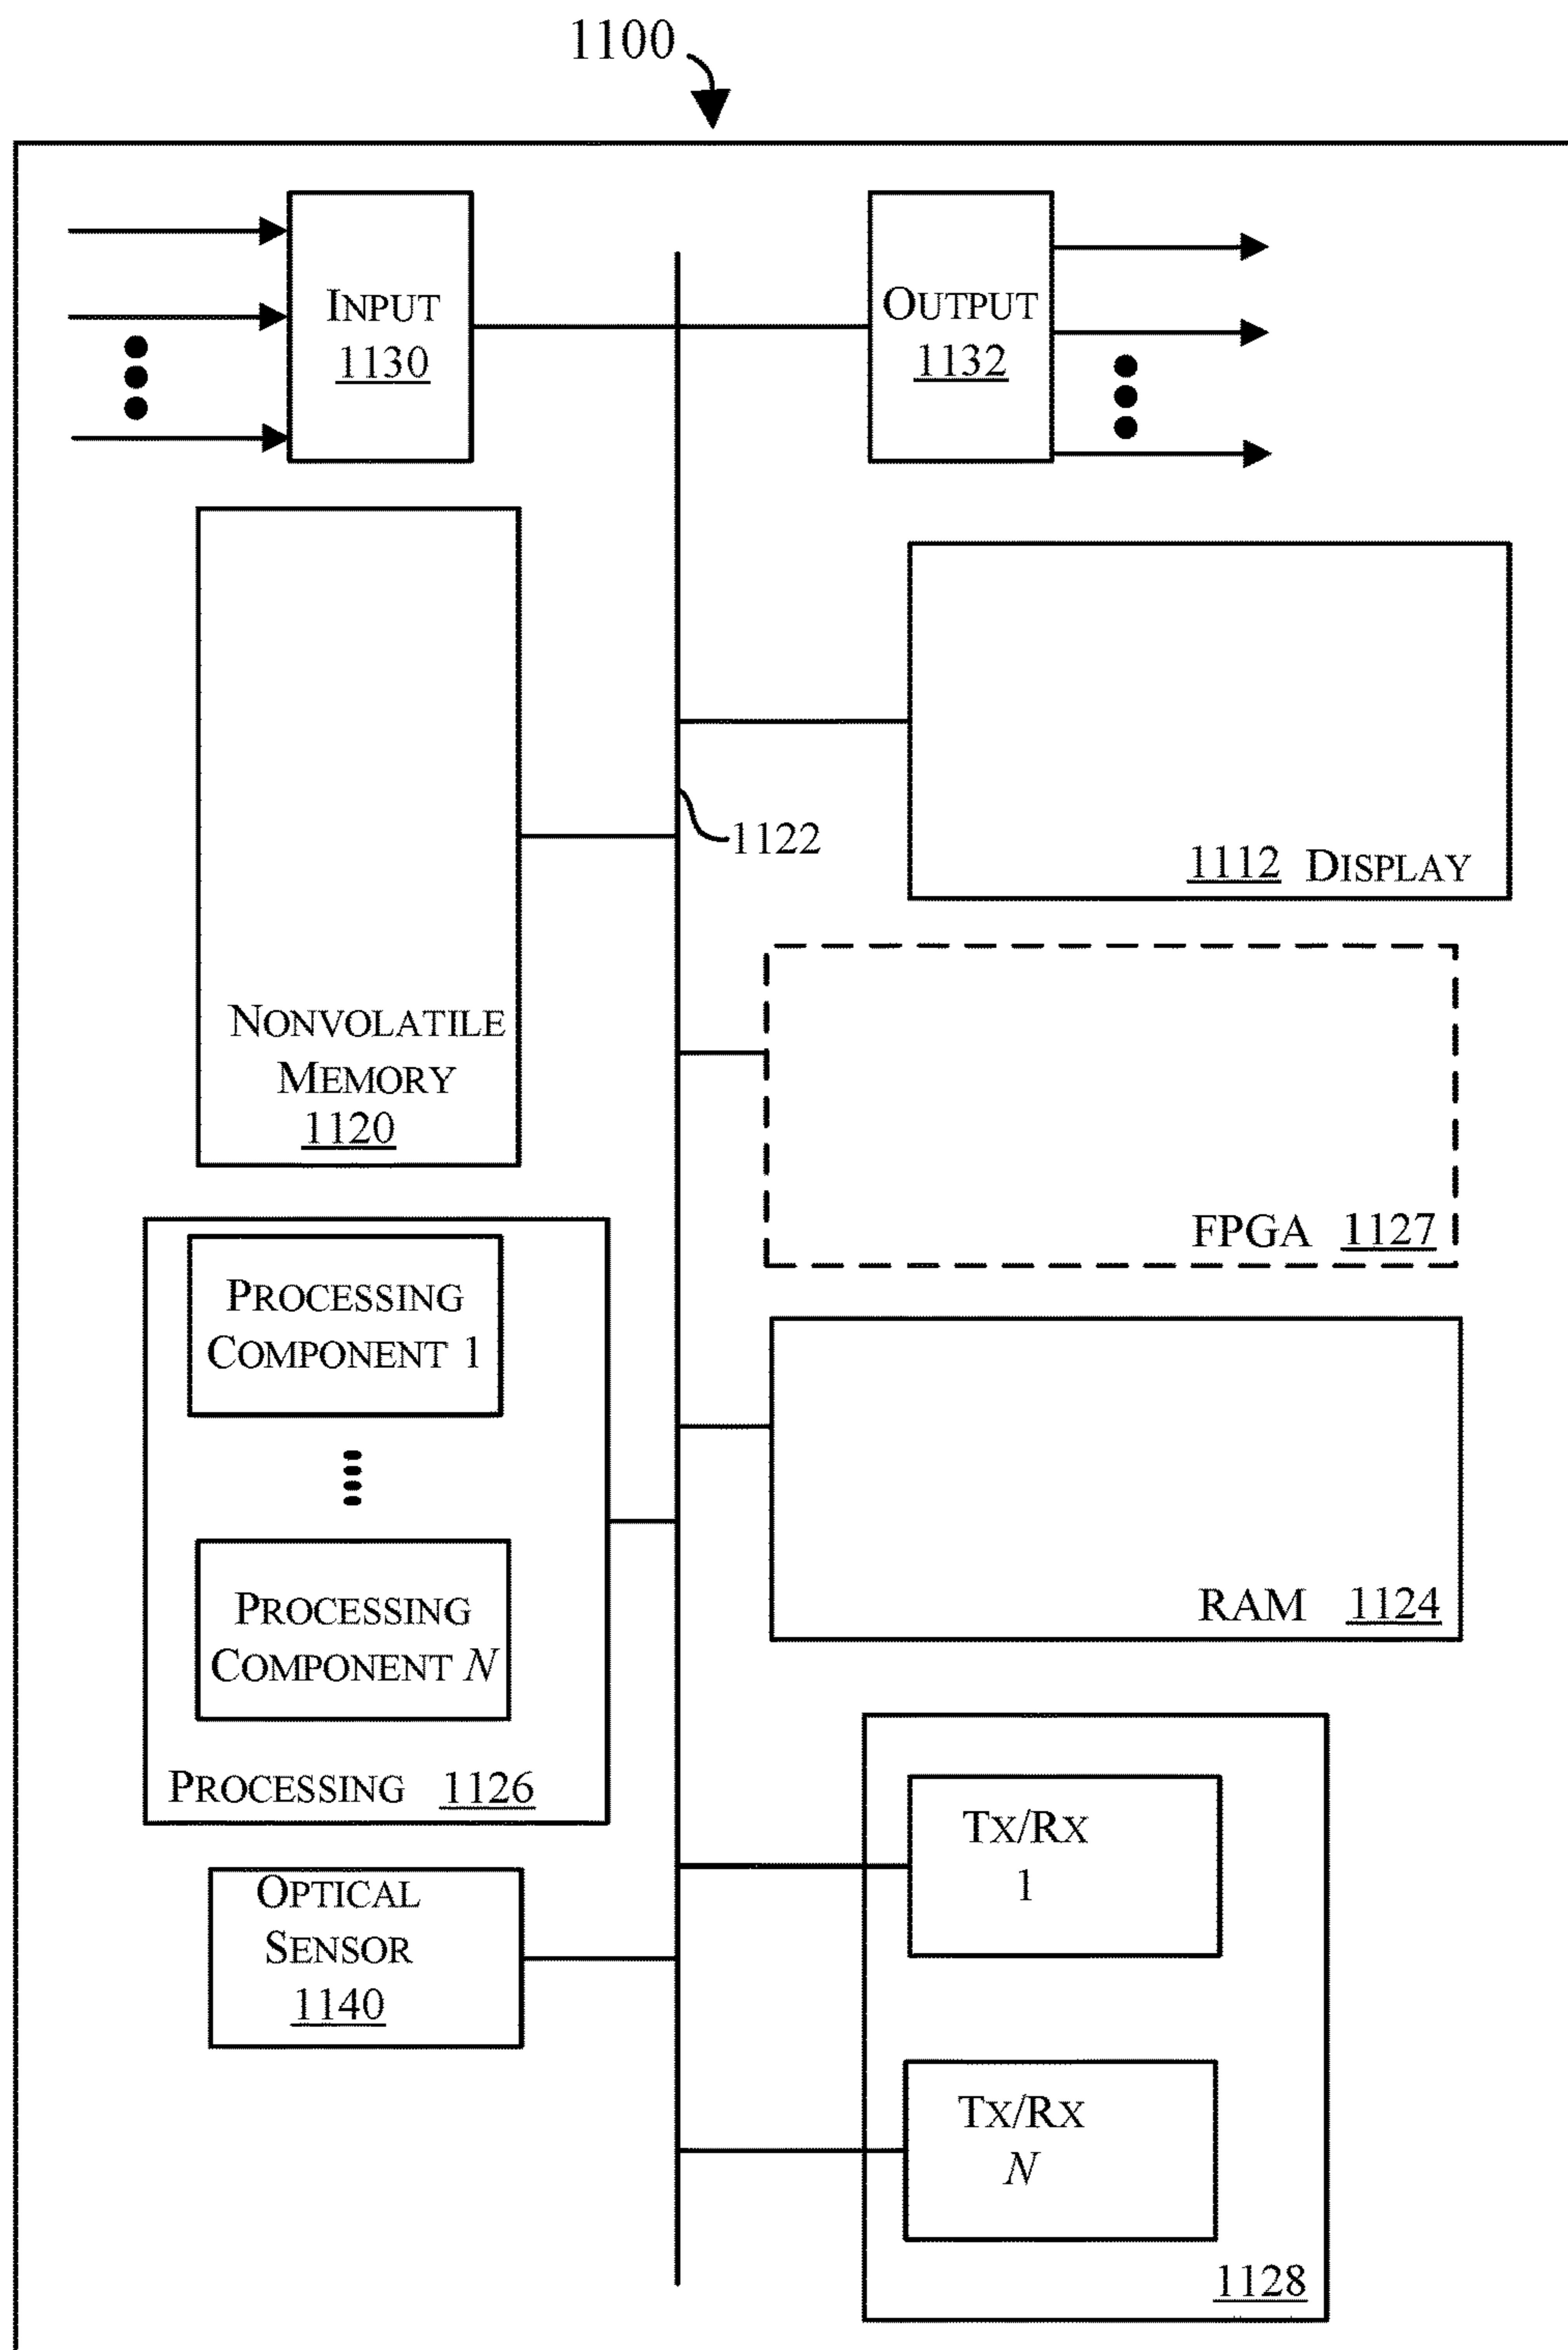 1100
INPUT
1130
OUTPUT
1132
1122
1112 DISPLAY
NONVOLATILE
MEMORY
1120
FPGA 1127
PROCESSING
COMPONENT 1
PROCESSING
COMPONENT N
PROCESSING 1126
RAM 1124
OPTICAL
SENSOR
1140
TX/RX
1
TX/RX
N
1128